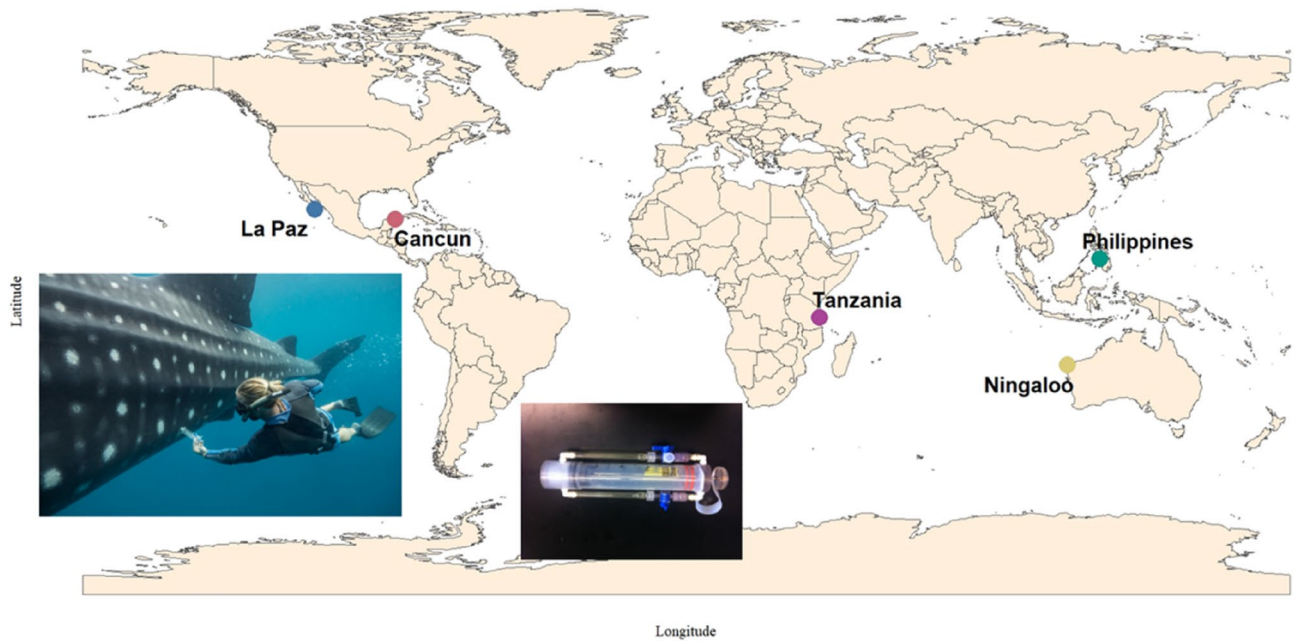 La Paz
Cancun
Philippines
Latitude
Tanzania
Ningaloo
Longitude